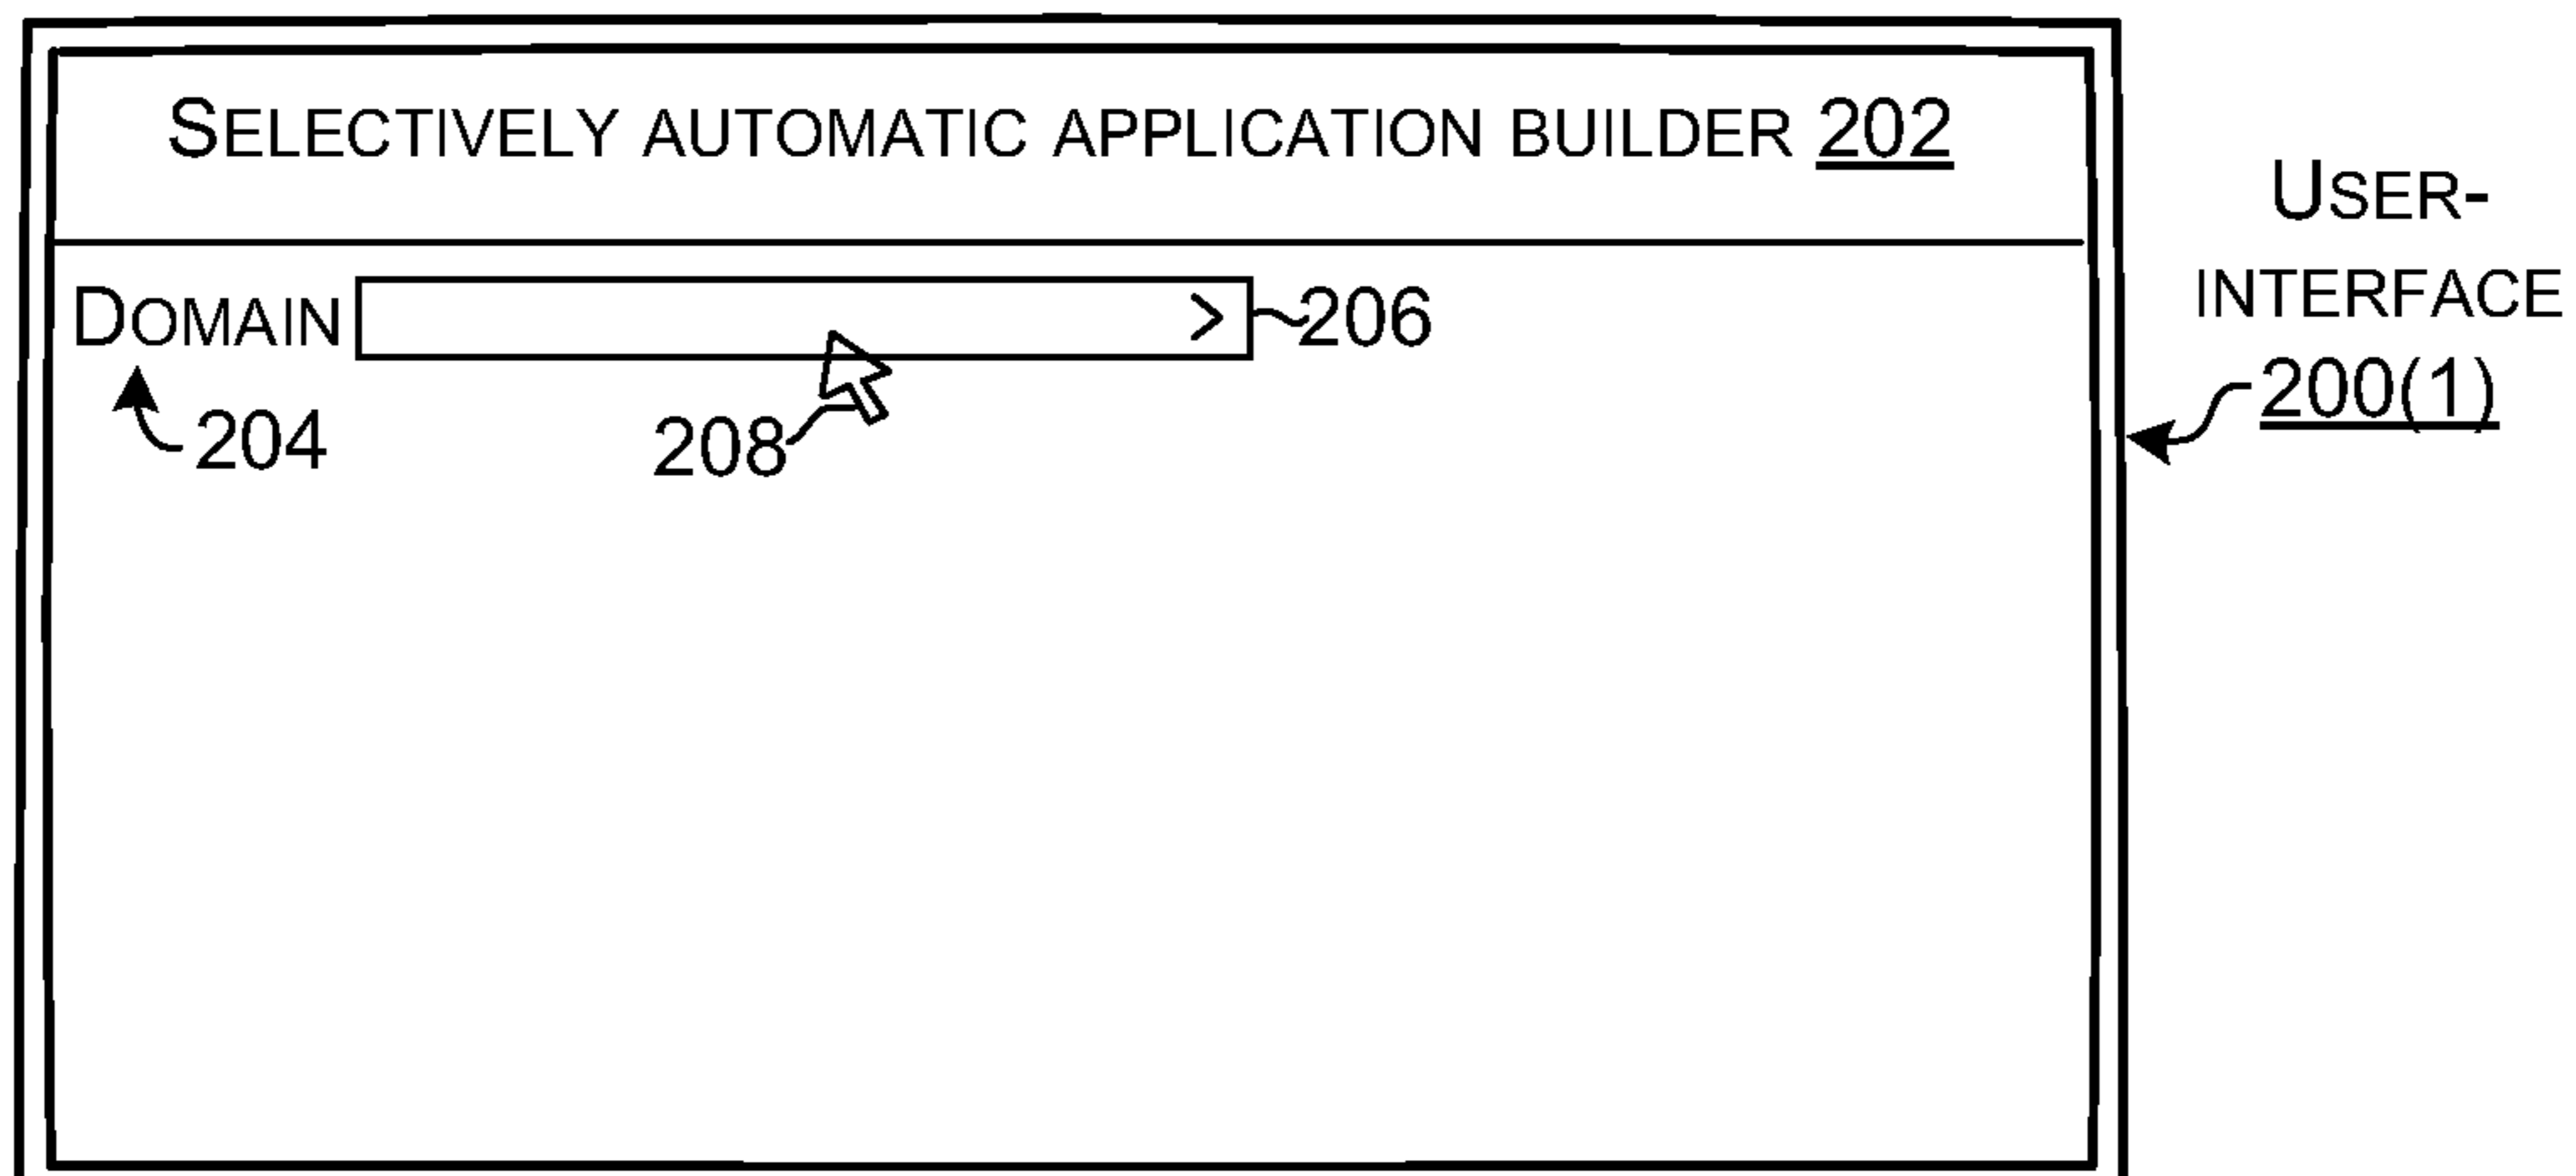 SELECTIVELY AUTOMATIC APPLICATION BUILDER 202
USER-
INTERFACE
200(1)
DOMAIN > 206
204
208